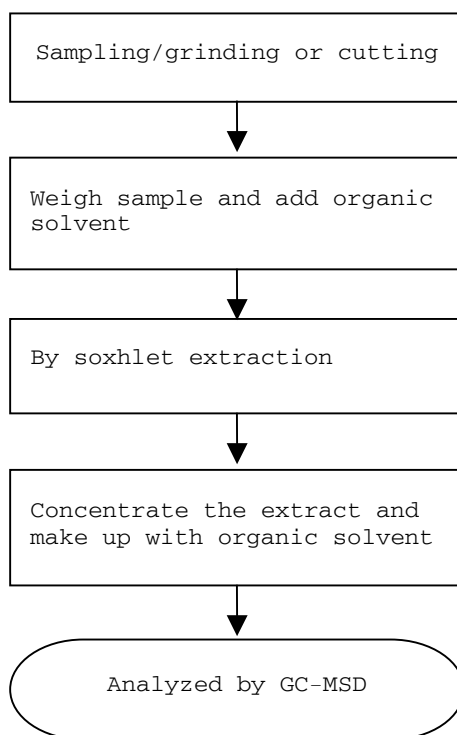 Sampling/grinding or cutting
Weigh sample and add organic
solvent
By soxhlet extraction
Concentrate the extract and
make up with organic solvent
Analyzed by GC-MSD